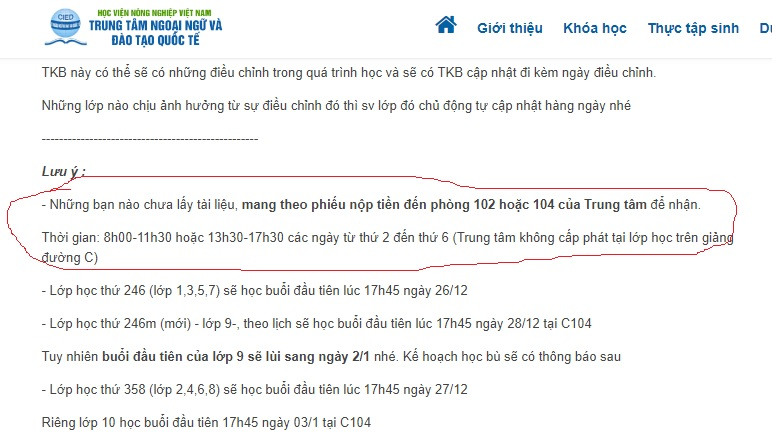 HỌC VIỆN NÔNG NGHIỆP VIỆT NAM
CIED
TRUNG TÂM NGOẠI NGỮ VÀ
ĐÀO TẠO QUỐC TẾ
Giới thiệu
Khóa học
Thực tập sinh
TKB này có thể sẽ có những điều chỉnh trong quá trình học và sẽ có TKB cập nhật đi kèm ngày điều chỉnh.
Những lớp nào chịu ảnh hưởng từ sự điều chỉnh đó thì sv lớp đó chủ động tự cập nhật hàng ngày nhé
--------------------------------------------------
Lưu ý :
- Những bạn nào chưa lấy tài liệu, mang theo phiếu nộp tiền đến phòng 102 hoặc 104 của Trung tâm để nhận.
Thời gian: 8h00-11h30 hoặc 13h30-17h30 các ngày từ thứ 2 đến thứ 6 (Trung tâm không cấp phát tại lớp học trên giảng
đường C)
- Lớp học thứ 246 (lớp 1,3,5,7) sẽ học buổi đầu tiên lúc 17h45 ngày 26/12
- Lớp học thứ 246m (mới) - lớp 9-, theo lịch sẽ học buổi đầu tiên lúc 17h45 ngày 28/12 tại C104
Tuy nhiên buổi đầu tiên của lớp 9 sẽ lùi sang ngày 2/1 nhé. Kế hoạch học bù sẽ có thông báo sau
- Lớp học thứ 358 (lớp 2,4,6,8) sẽ học buổi đầu tiên lúc 17h45 ngày 27/12
Riêng lớp 10 học buổi đầu tiên 17h45 ngày 03/1 tại C104